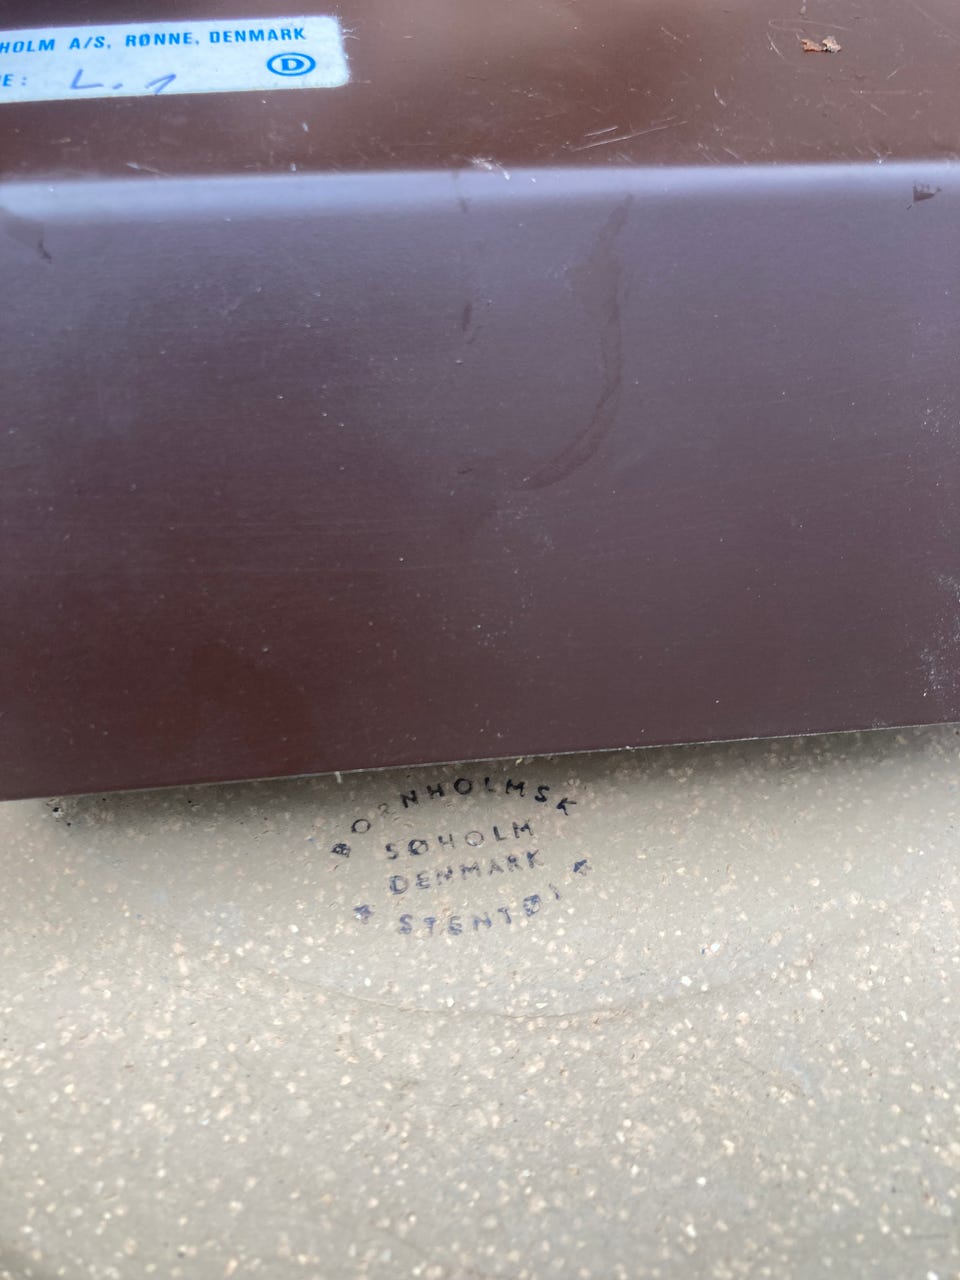 HOLM A/S, RØNNE, DENMARK
E: L. 1 D
BORNHOLMSK
SØHOLM
DENMARK
* STENTØJ *